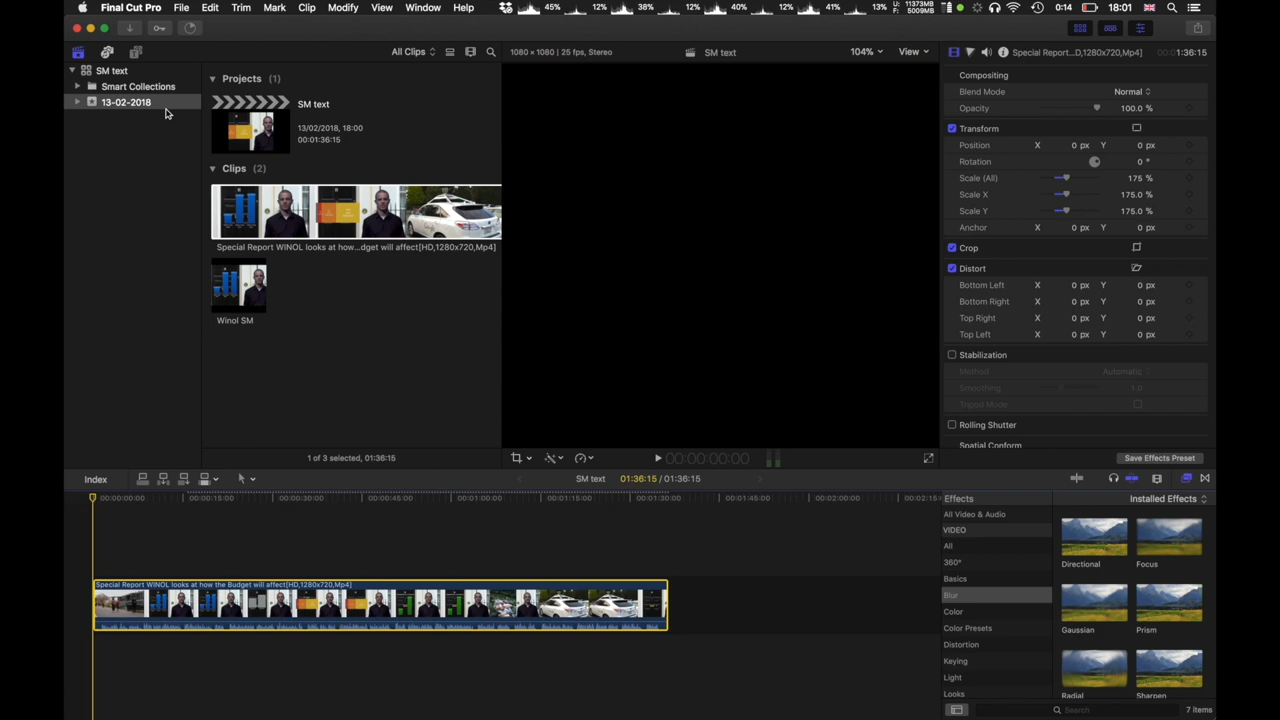 Final Cut Pro File Edit Trim Mark Clip Modify View Window Help 45% 12% 38% 12% 40% 12% 41% 13% U: 11373MB F: 5009MB 0:14 18:01
All Clips 1080 × 1080 | 25 fps, Stereo SM text 104% View Special Report...D,1280x720,Mp4] 1:36:15
SM text
Smart Collections
13-02-2018
Projects (1)
SM text
13/02/2018, 18:00
00:01:36:15
Clips (2)
Special Report WINOL looks at how...dget will affect[HD,1280x720,Mp4]
Winol SM
1 of 3 selected, 01:36:15
Compositing
Blend Mode Normal
Opacity 100.0 %
Transform
Position X 0 px Y 0 px
Rotation 0 °
Scale (All) 175 %
Scale X 175.0 %
Scale Y 175.0 %
Anchor X 0 px Y 0 px
Crop
Distort
Bottom Left X 0 px Y 0 px
Bottom Right X 0 px Y 0 px
Top Right X 0 px Y 0 px
Top Left X 0 px Y 0 px
Stabilization
Method Automatic
Smoothing 1.0
Tripod Mode
Rolling Shutter
Spatial Conform
00:00:00:00
Save Effects Preset
Index SM text 01:36:15 / 01:36:15
00:00:00:00 00:00:15:00 00:00:30:00 00:00:45:00 00:01:00:00 00:01:15:00 00:01:30:00 00:01:45:00 00:02:00:00 00:02:15:00
Special Report WINOL looks at how the Budget will affect[HD,1280x720,Mp4]
Effects Installed Effects
All Video & Audio
VIDEO
All
360°
Basics
Blur
Color
Color Presets
Distortion
Keying
Light
Looks
Directional Focus
Gaussian Prism
Radial Sharpen
Search 7 items